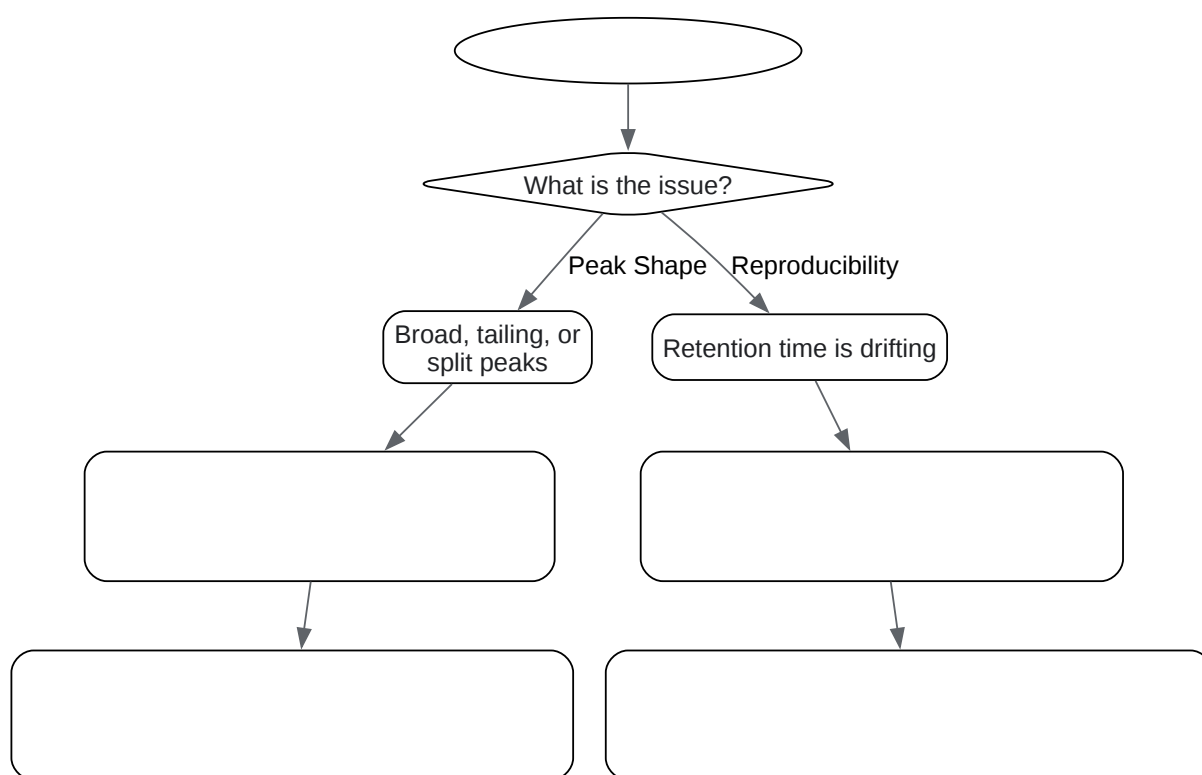 What is the issue?
Peak Shape
Reproducibility
Broad, tailing, or
split peaks
Retention time is drifting